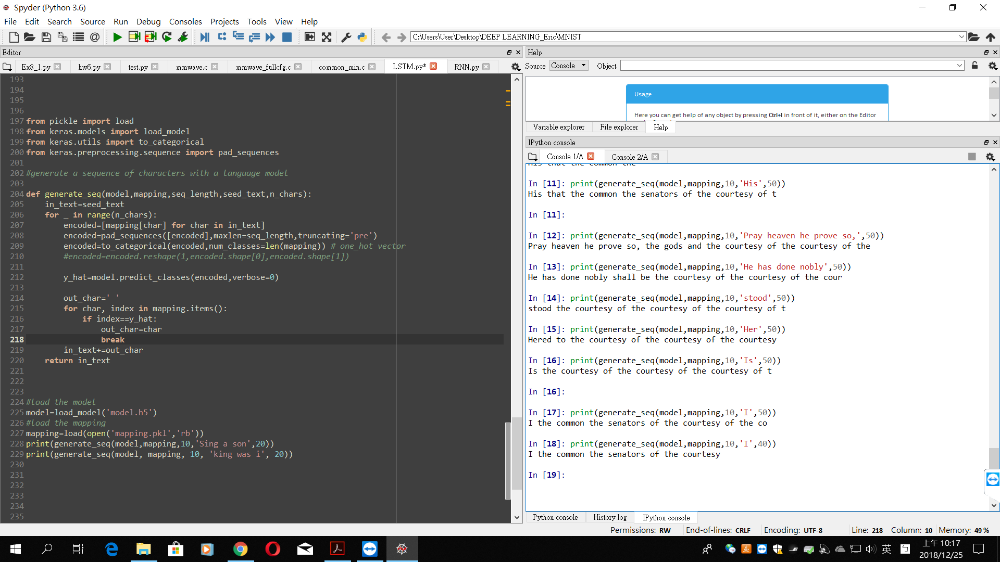 Spyder (Python 3.6)
File Edit Search Source Run Debug Consoles Projects Tools View Help
C:\Users\User\Desktop\DEEP LEARNING_Eric\MNIST
Editor
Ex8_1.py hw6.py test.py mmwave.c mmwave_fullcfg.c common_min.c LSTM.py* RNN.py
193
194
195
196
197 from pickle import load
198 from keras.models import load_model
199 from keras.utils import to_categorical
200 from keras.preprocessing.sequence import pad_sequences
201
202 #generate a sequence of characters with a language model
203
204 def generate_seq(model,mapping,seq_length,seed_text,n_chars):
205     in_text=seed_text
206     for _ in range(n_chars):
207         encoded=[mapping[char] for char in in_text]
208         encoded=pad_sequences([encoded],maxlen=seq_length,truncating='pre')
209         encoded=to_categorical(encoded,num_classes=len(mapping)) # one_hot vector
210         #encoded=encoded.reshape(1,encoded.shape[0],encoded.shape[1])
211
212         y_hat=model.predict_classes(encoded,verbose=0)
213
214         out_char=' '
215         for char, index in mapping.items():
216             if index==y_hat:
217                 out_char=char
218                 break
219         in_text+=out_char
220     return in_text
221
222
223
224 #load the model
225 model=load_model('model.h5')
226 #load the mapping
227 mapping=load(open('mapping.pkl','rb'))
228 print(generate_seq(model,mapping,10,'Sing a son',20))
229 print(generate_seq(model, mapping, 10, 'king was i', 20))
230
231
232
233
234
235
Help
Source Console Object
Usage
Here you can get help of any object by pressing Ctrl+I in front of it, either on the Editor
Variable explorer File explorer Help
IPython console
Console 1/A Console 2/A
His that the common the
In [11]: print(generate_seq(model,mapping,10,'His',50))
His that the common the senators of the courtesy of t
In [11]:
In [12]: print(generate_seq(model,mapping,10,'Pray heaven he prove so,',50))
Pray heaven he prove so, the gods and the courtesy of the courtesy of the
In [13]: print(generate_seq(model,mapping,10,'He has done nobly',50))
He has done nobly shall be the courtesy of the courtesy of the cour
In [14]: print(generate_seq(model,mapping,10,'stood',50))
stood the courtesy of the courtesy of the courtesy of t
In [15]: print(generate_seq(model,mapping,10,'Her',50))
Hered to the courtesy of the courtesy of the courtesy
In [16]: print(generate_seq(model,mapping,10,'Is',50))
Is the courtesy of the courtesy of the courtesy of t
In [16]:
In [17]: print(generate_seq(model,mapping,10,'I',50))
I the common the senators of the courtesy of the co
In [18]: print(generate_seq(model,mapping,10,'I',40))
I the common the senators of the courtesy
In [19]:
Python console History log IPython console
Permissions: RW End-of-lines: CRLF Encoding: UTF-8 Line: 218 Column: 10 Memory: 49 %
英
上午 10:17
2018/12/25